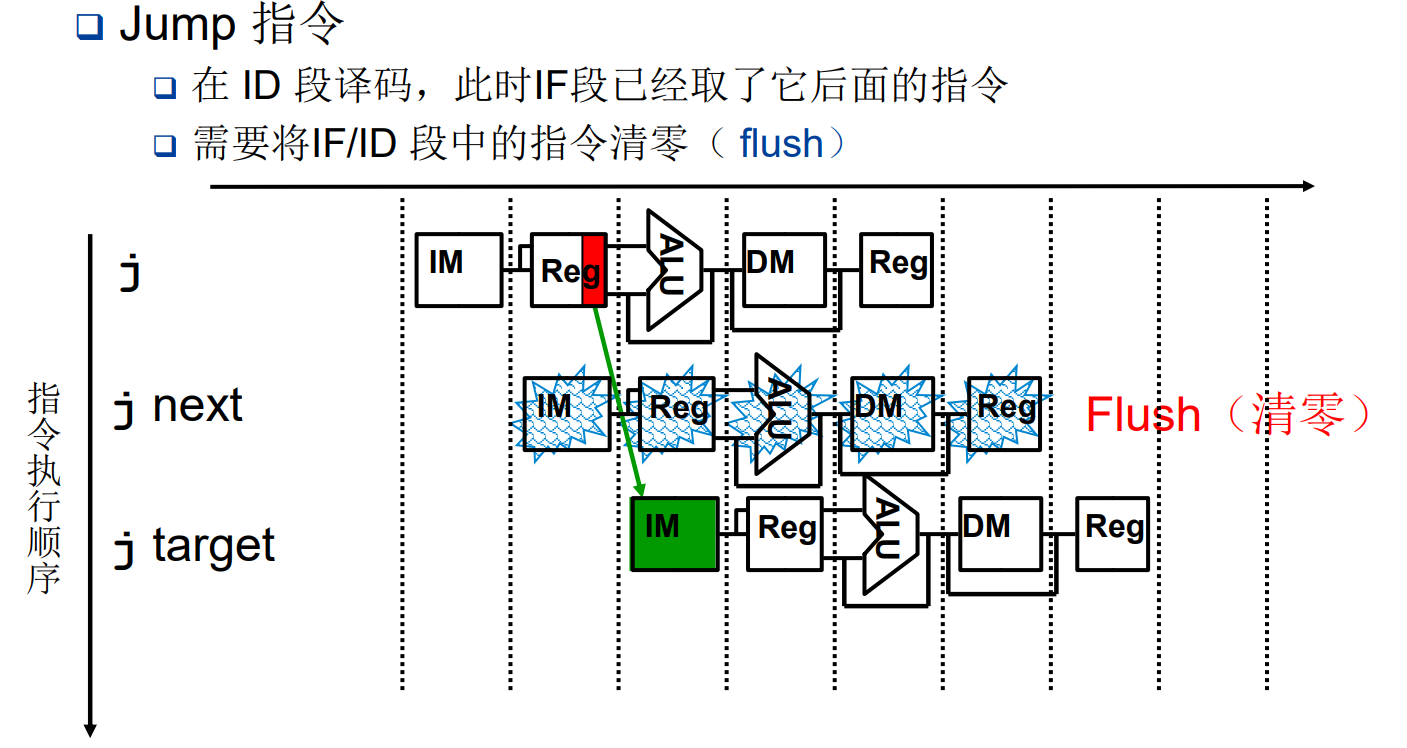 Jump 指令
在 ID 段译码，此时IF段已经取了它后面的指令
需要将IF/ID 段中的指令清零（ flush）
指令执行顺序
j
IM
Reg
ALU
DM
Reg
j next
IM
Reg
ALU
DM
Reg
Flush（清零）
j target
IM
Reg
ALU
DM
Reg